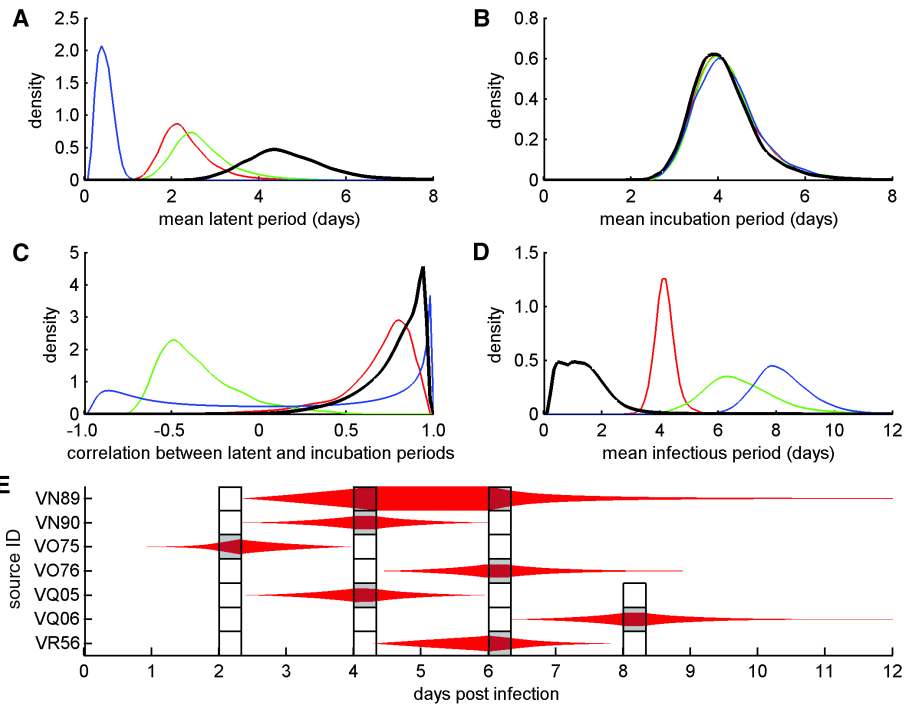 A
2.5
2.0
1.5
1.0
0.5
0
density
0 2 4 6 8
mean latent period (days)
B
0.8
0.6
0.4
0.2
0
density
0 2 4 6 8
mean incubation period (days)
C
5
4
3
2
1
0
density
-1.0 -0.5 0 0.5 1.0
correlation between latent and incubation periods
D
1.5
1.0
0.5
0
density
0 2 4 6 8 10 12
mean infectious period (days)
E
source ID
VN89
VN90
VO75
VO76
VQ05
VQ06
VR56
0 1 2 3 4 5 6 7 8 9 10 11 12
days post infection